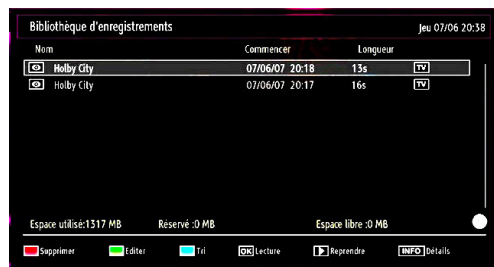 Bibliothèque d'enregistrements Jeu 07/06 20:38
Nom Commencer Longueur
Holby City 07/06/07 20:18 13s TV
Holby City 07/06/07 20:17 16s TV
Espace utilisé:1317 MB Réservé :0 MB Espace libre :0 MB
Supprimer Editer Tri OK Lecture Reprendre INFO Détails